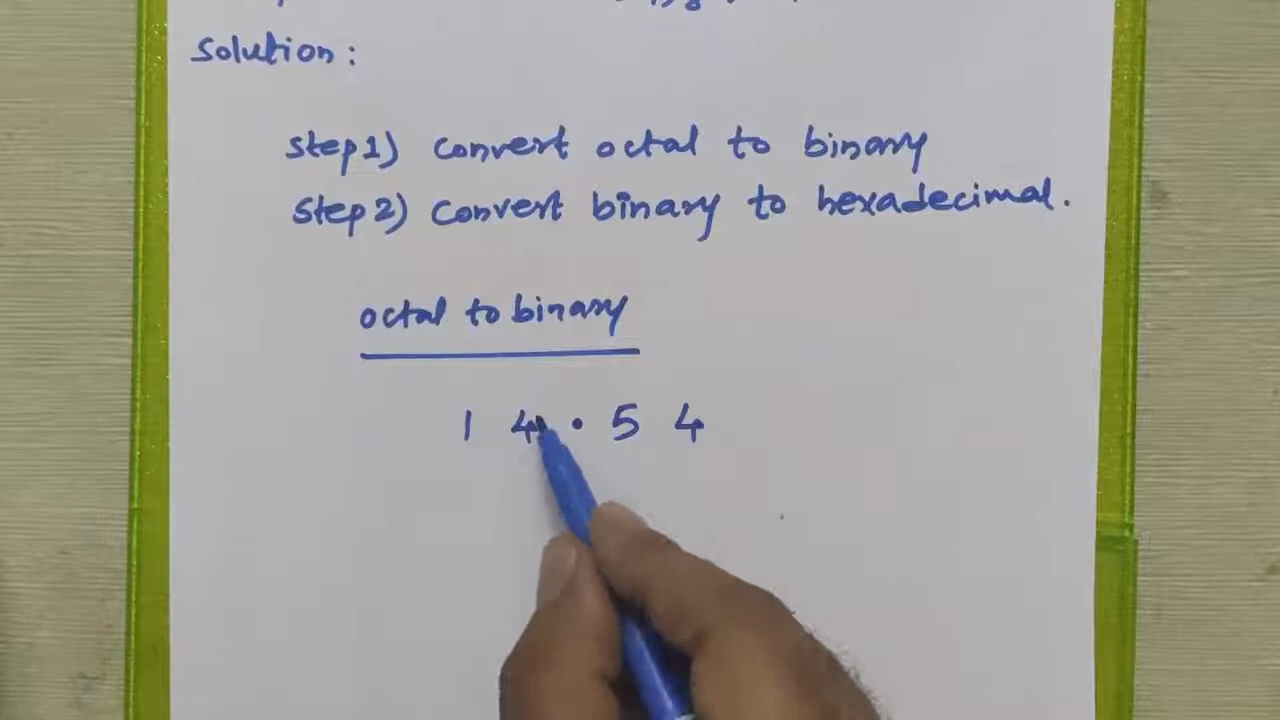 Solution:
Step1) Convert octal to binary
Step2) Convert binary to hexadecimal.
octal to binary
1 4 . 5 4